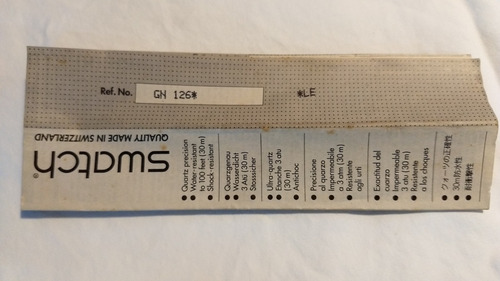 Ref. No.
GN 126*
*LE
swatch®
QUALITY MADE IN SWITZERLAND
● Quartz precision
● Water-resistant
to 100 feet (30 m)
● Shock-resistant
● Quarzgenau
● Wasserdicht
3 Atü (30 m)
● Stosssicher
● Ultra-quartz
● Etanche 3 atu
(30 m)
● Antichoc
● Precisione
al quarzo
● Impermeabile
a 3 atm (30 m)
● Resistente
agli urti
● Exactitud del
cuarzo
● Impermeable
3 atu (30 m)
● Resistente
a los choques
● クォーツの正確性
● 30m防水性
● 耐衝撃性